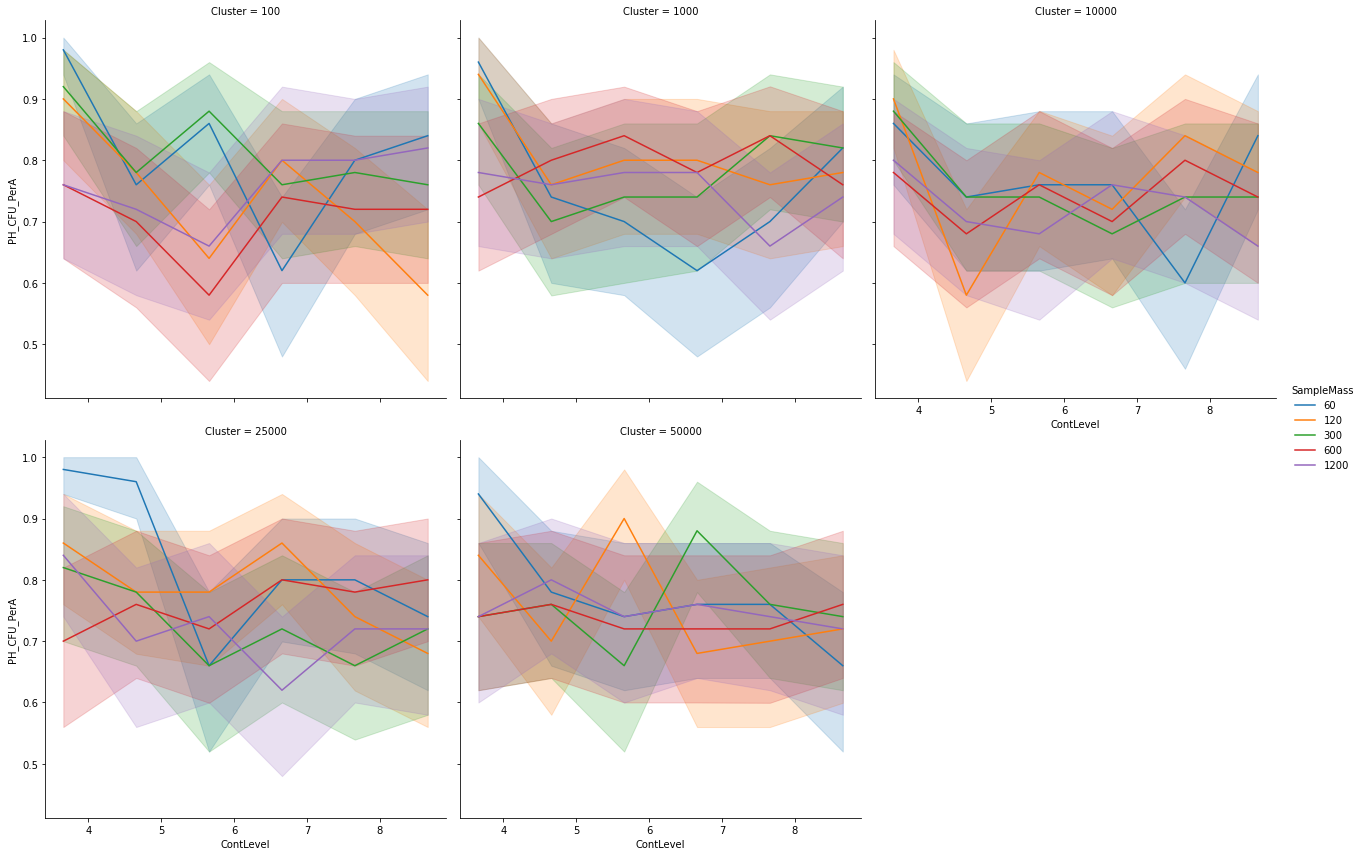 Cluster = 100
Cluster = 1000
Cluster = 10000
1.0
0.9
0.8
0.7
0.6
0.5
PH_CFU_PerA
4 5 6 7 8
ContLevel
SampleMass
60
120
300
600
1200
Cluster = 25000
Cluster = 50000
1.0
0.9
0.8
0.7
0.6
0.5
PH_CFU_PerA
4 5 6 7 8
ContLevel
4 5 6 7 8
ContLevel